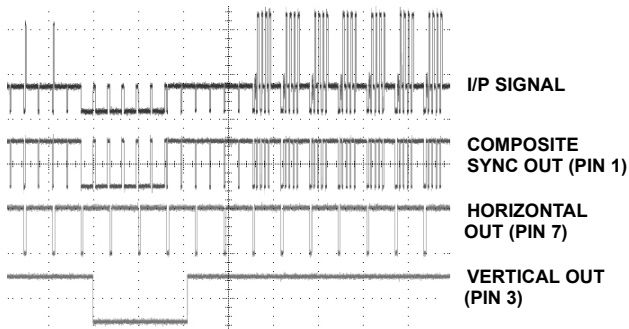 I/P SIGNAL
COMPOSITE
SYNC OUT (PIN 1)
HORIZONTAL
OUT (PIN 7)
VERTICAL OUT
(PIN 3)